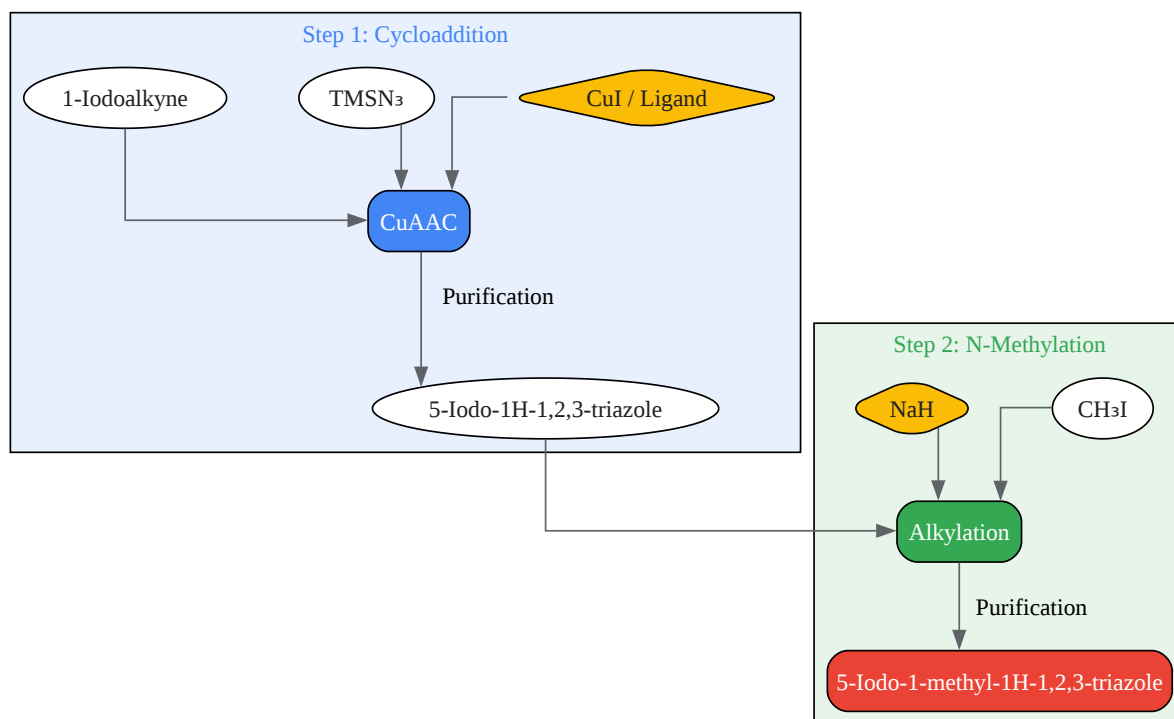 Step 1: Cycloaddition
1-Iodoalkyne
TMSN₃
CuI / Ligand
CuAAC
Purification
5-Iodo-1H-1,2,3-triazole
Step 2: N-Methylation
NaH
CH₃I
Alkylation
Purification
5-Iodo-1-methyl-1H-1,2,3-triazole